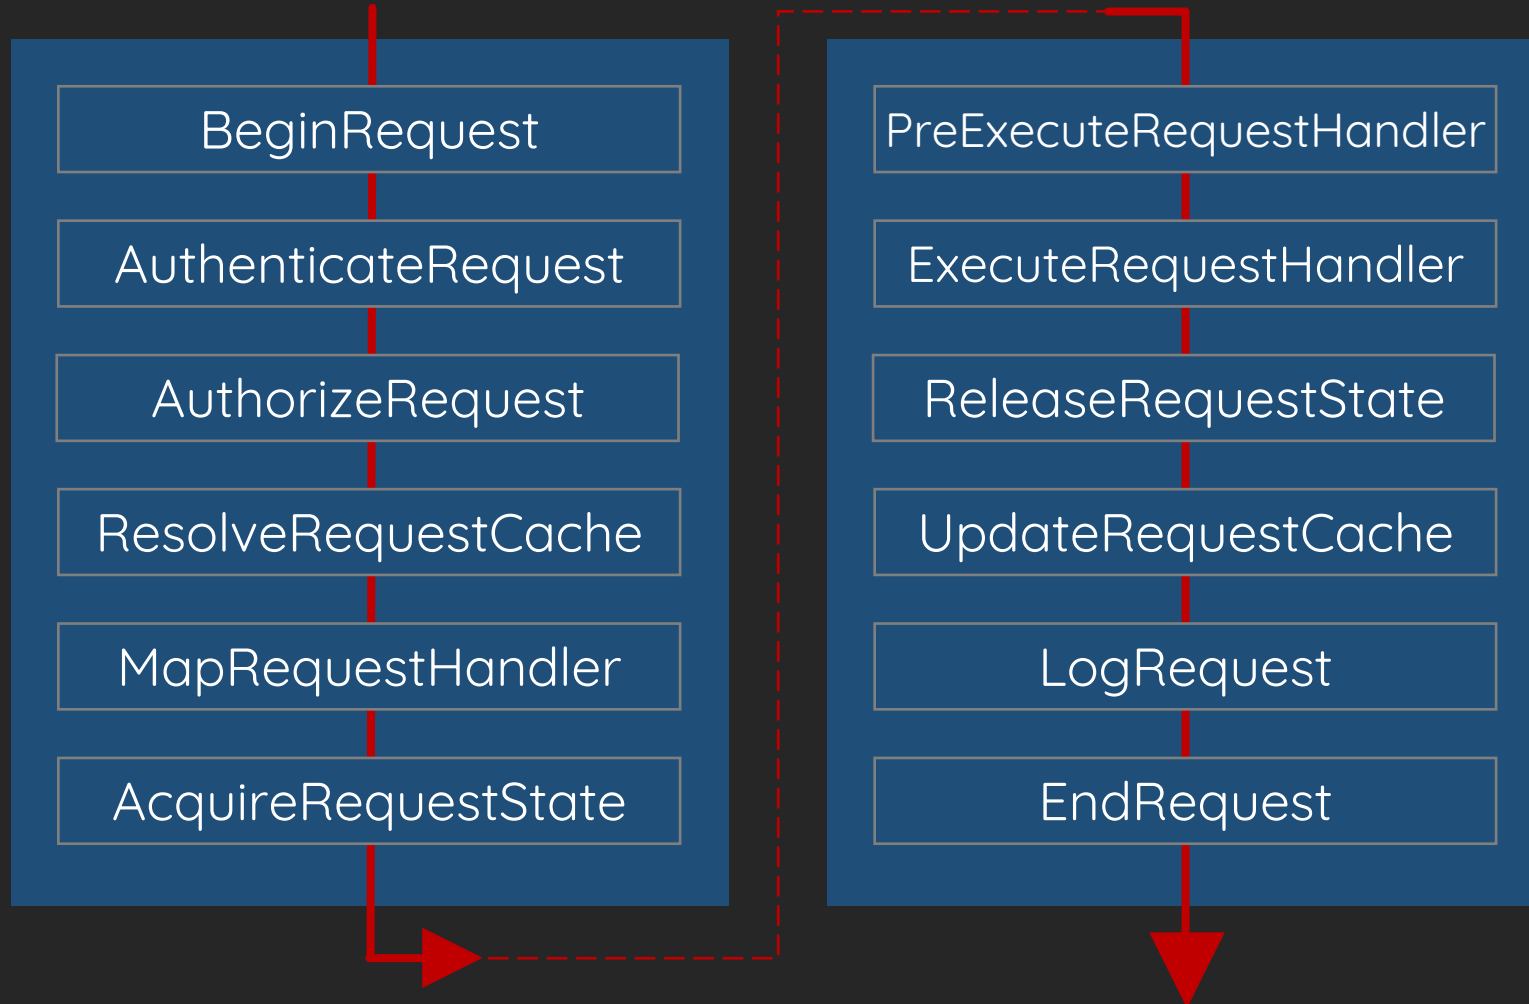 BeginRequest
AuthenticateRequest
AuthorizeRequest
ResolveRequestCache
MapRequestHandler
AcquireRequestState
PreExecuteRequestHandler
ExecuteRequestHandler
ReleaseRequestState
UpdateRequestCache
LogRequest
EndRequest